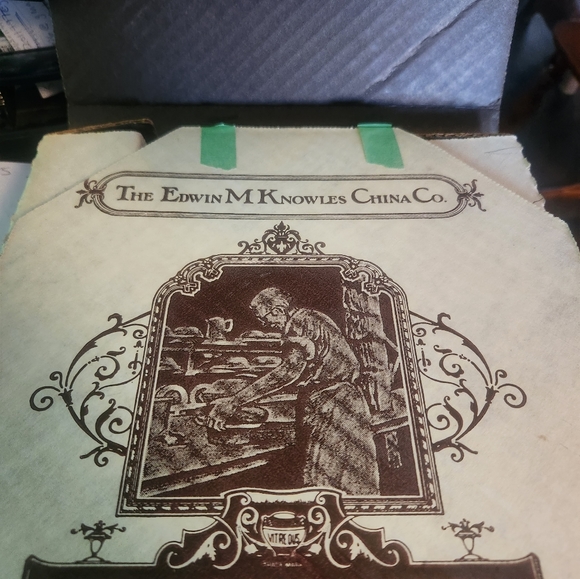 THE EDWIN M KNOWLES CHINA CO.
VITREOUS